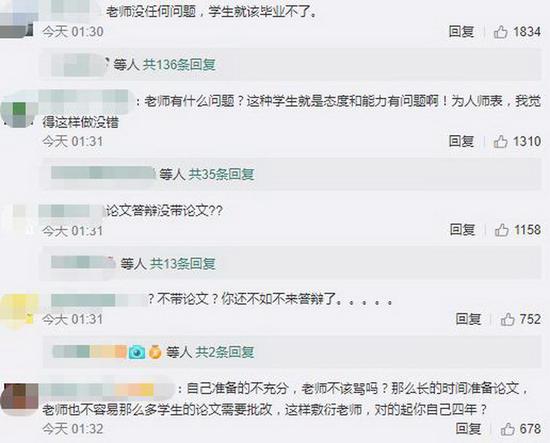 老师没任何问题，学生就该毕业不了。
今天 01:30 回复 1834
等人 共136条回复
：老师有什么问题？这种学生就是态度和能力有问题啊！为人师表，我觉
得这样做没错
今天 01:31 回复 1310
等人 共35条回复
论文答辩没带论文??
今天 01:31 回复 1158
等人 共13条回复
？不带论文？你还不如不来答辩了。。。。。
今天 01:31 回复 752
等人 共2条回复
：自己准备的不充分，老师不该骂吗？那么长的时间准备论文，
老师也不容易那么多学生的论文需要批改，这样敷衍老师，对的起你自己四年？
今天 01:32 回复 678